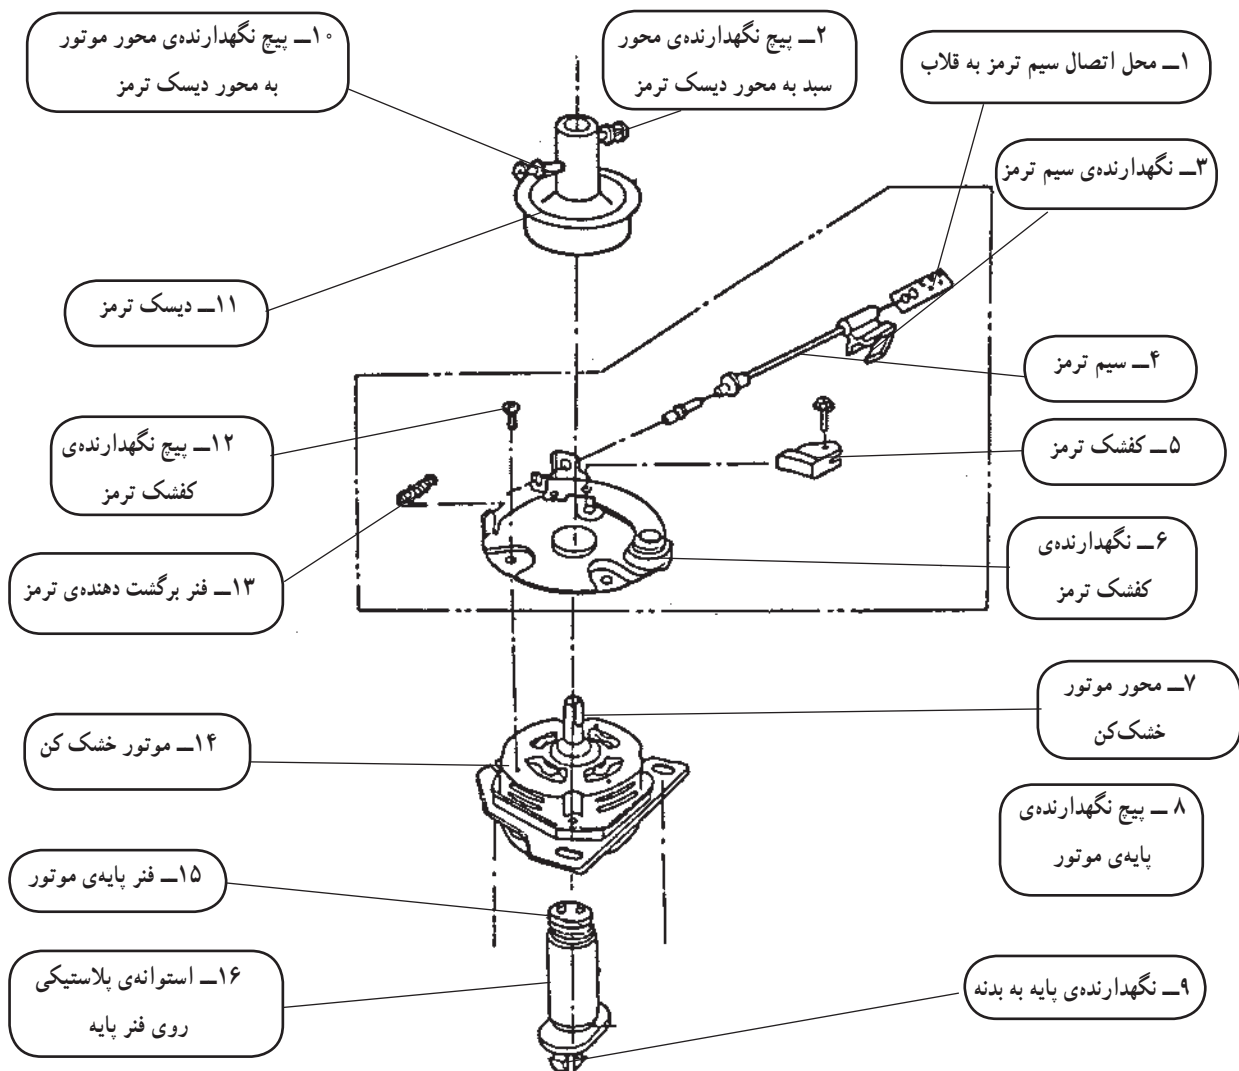 ۱ــ محل اتصال سیم ترمز به قلاب
۲ــ پیچ نگهدارنده‌ی محور
سبد به محور دیسک ترمز
۳ــ نگهدارنده‌ی سیم ترمز
۴ــ سیم ترمز
۵ــ کفشک ترمز
۶ــ نگهدارنده‌ی
کفشک ترمز
۷ــ محور موتور
خشک‌کن
۸ ــ پیچ نگهدارنده‌ی
پایه‌ی موتور
۹ــ نگهدارنده‌ی پایه به بدنه
۱۰ــ پیچ نگهدارنده‌ی محور موتور
به محور دیسک ترمز
۱۱ــ دیسک ترمز
۱۲ــ پیچ نگهدارنده‌ی
کفشک ترمز
۱۳ــ فنر برگشت دهنده‌ی ترمز
۱۴ــ موتور خشک کن
۱۵ــ فنر پایه‌ی موتور
۱۶ــ استوانه‌ی پلاستیکی
روی فنر پایه